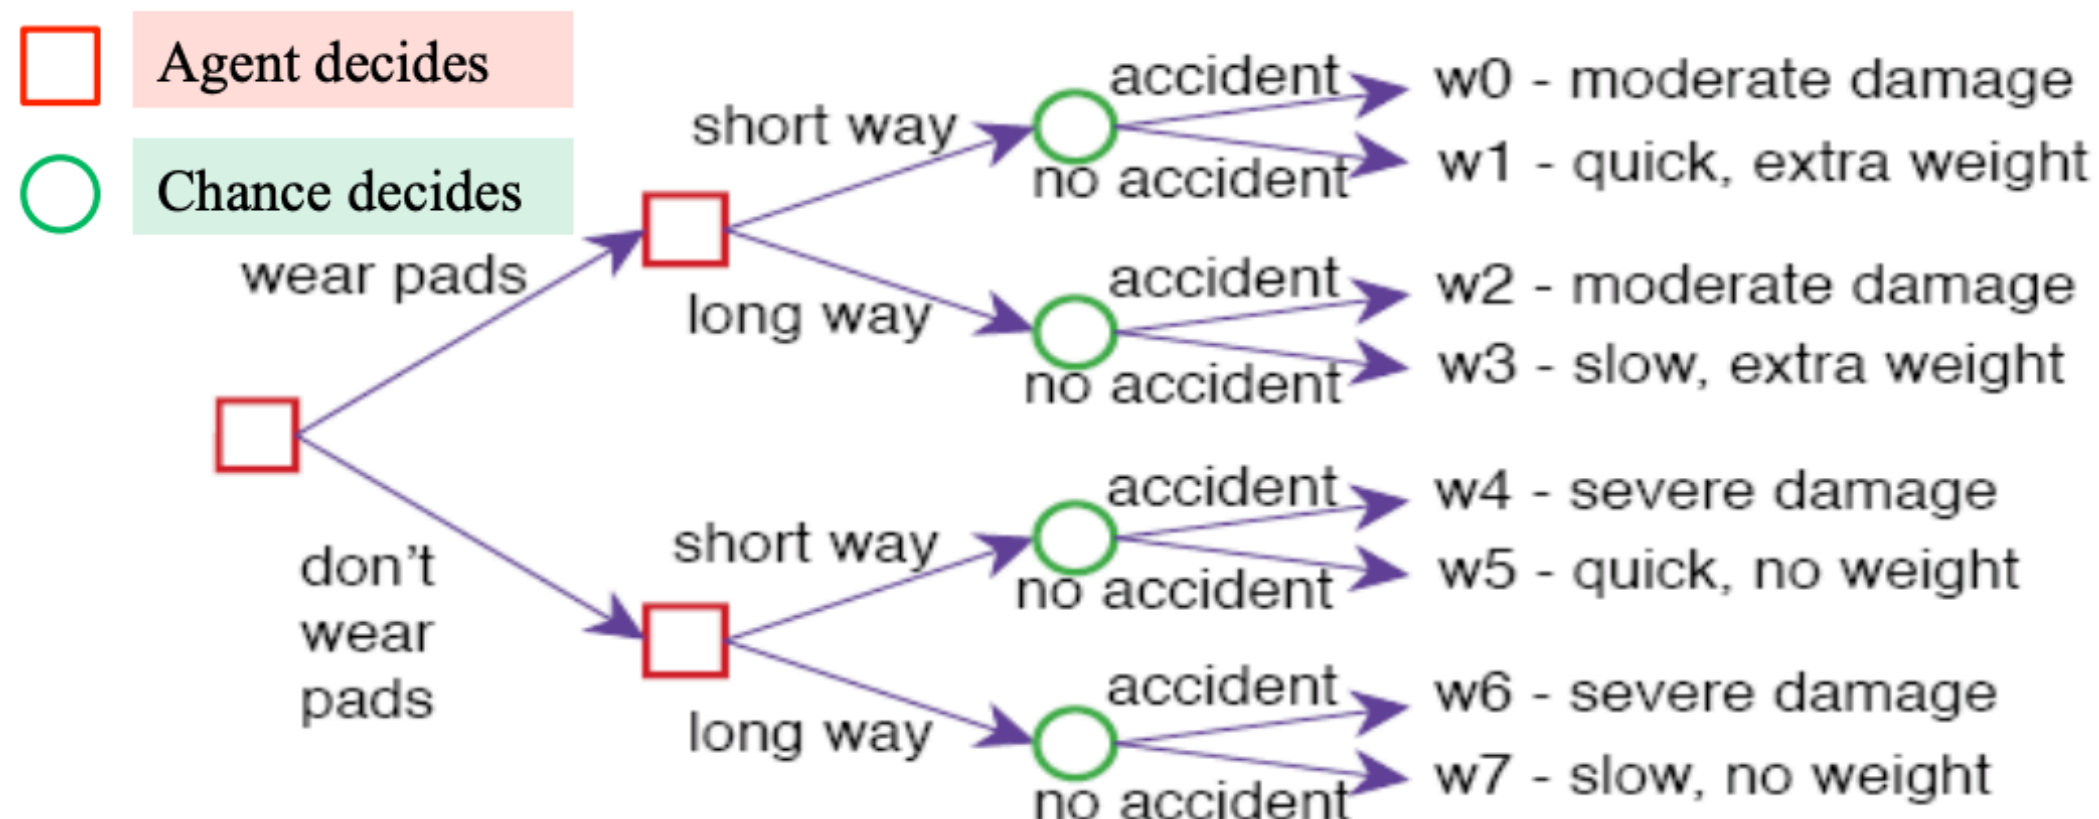 Agent decides
Chance decides
wear pads
don't
wear
pads
short way
long way
short way
long way
accident
no accident
accident
no accident
accident
no accident
accident
no accident
w0 - moderate damage
w1 - quick, extra weight
w2 - moderate damage
w3 - slow, extra weight
w4 - severe damage
w5 - quick, no weight
w6 - severe damage
w7 - slow, no weight